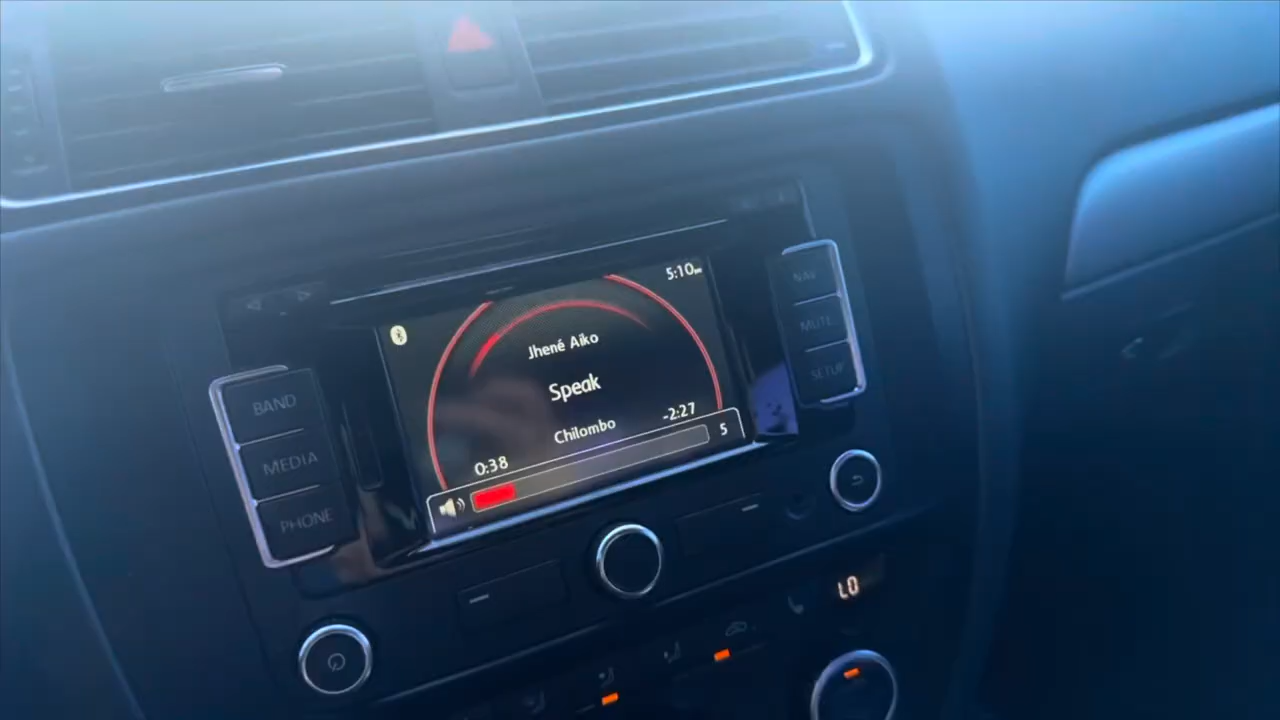 5:10
Jhené Aiko
Speak
Chilombo
0:38
-2:27
5
BAND
MEDIA
PHONE
NAV
MUTE
SETUP
LO